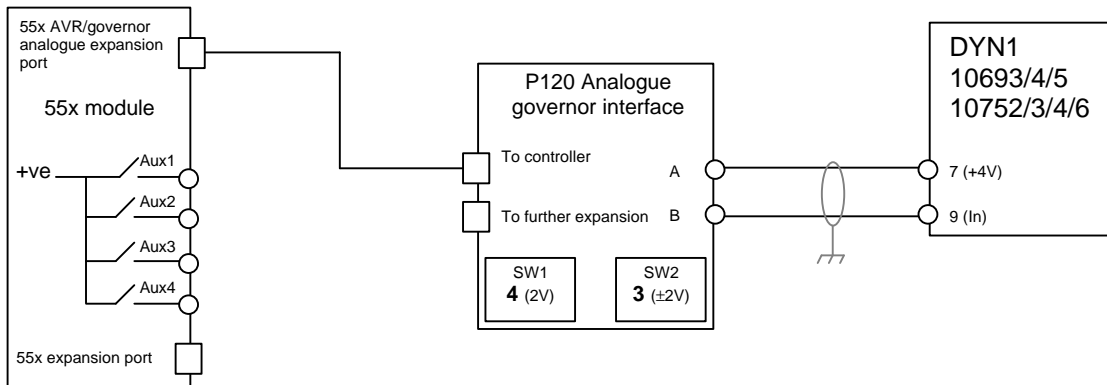 55x AVR/governor
analogue expansion
port
55x module
+ve
Aux1
Aux2
Aux3
Aux4
55x expansion port
P120 Analogue
governor interface
To controller
A
To further expansion
B
SW1
4 (2V)
SW2
3 (±2V)
DYN1
10693/4/5
10752/3/4/6
7 (+4V)
9 (In)